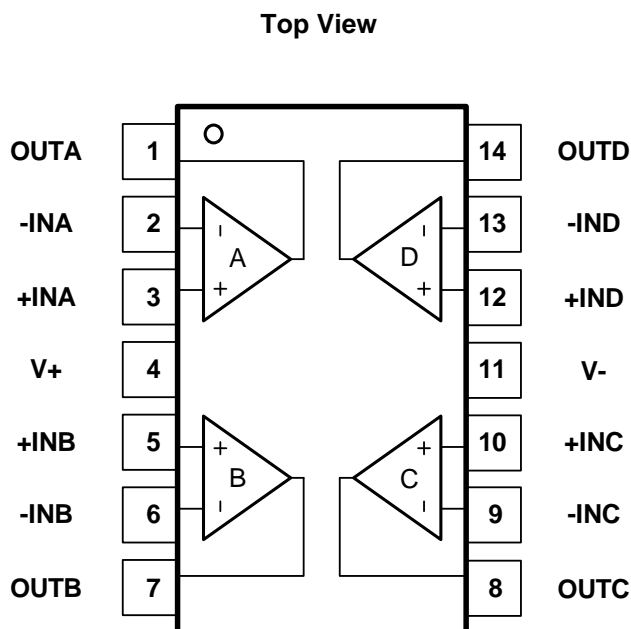 Top View
OUTA 1 14 OUTD
-INA 2 - - 13 -IND
A D
+INA 3 + + 12 +IND
V+ 4 11 V-
+INB 5 + + 10 +INC
B C
-INB 6 - - 9 -INC
OUTB 7 8 OUTC